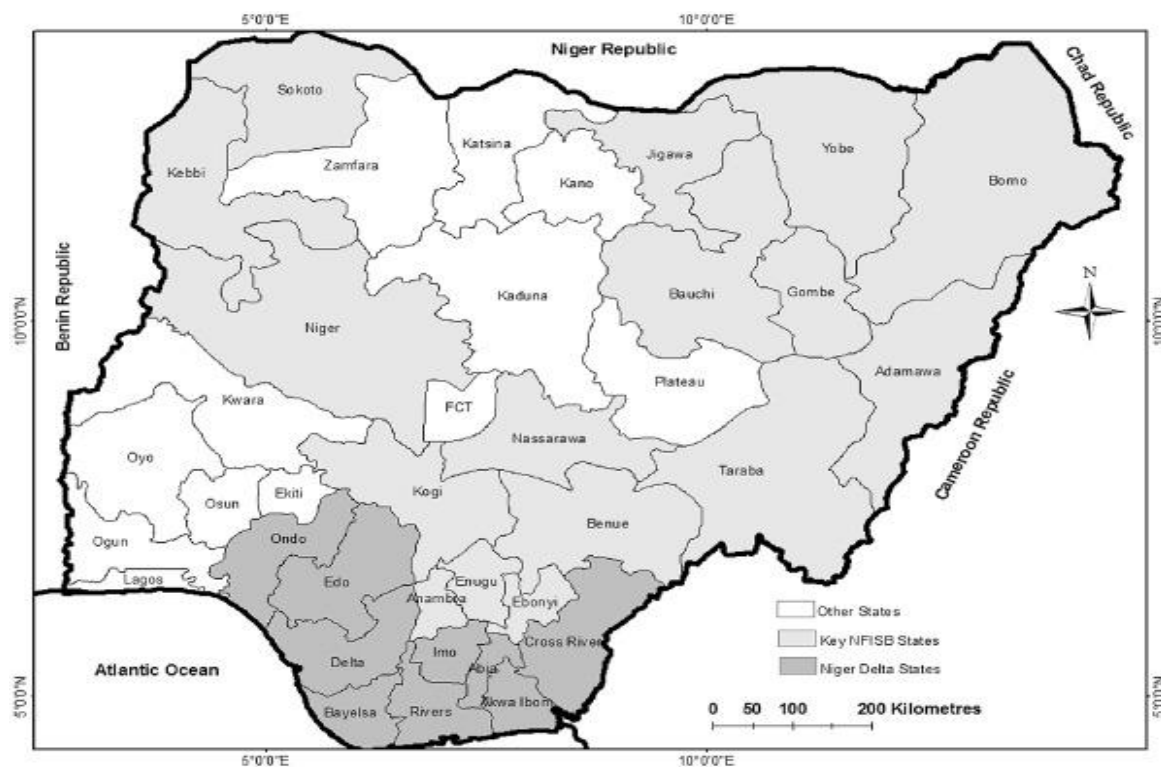 5°0'0"E 10°0'0"E
Niger Republic
Chad Republic
Sokoto
Katsina
Yobe
Jigawa
Zamfara
Kebbi
Kano
Borno
Benin Republic
N
Kaduna
Bauchi
Gombe
10°0'0"N
10°0'0"N
Niger
Plateau
Adamawa
Kwara
FCT
Cameroon Republic
Nassarawa
Oyo
Taraba
Kogi
Osun
Ekiti
Benue
Ogun
Ondo
Lagos
Edo
Enugu
Anambra
Ebonyi
Other States
Key NFISB States
Niger Delta States
Cross River
Imo
Abia
Delta
Atlantic Ocean
Akwa Ibom
Bayelsa
Rivers
5°0'0"N
5°0'0"N
0 50 100 200 Kilometres
5°0'0"E 10°0'0"E